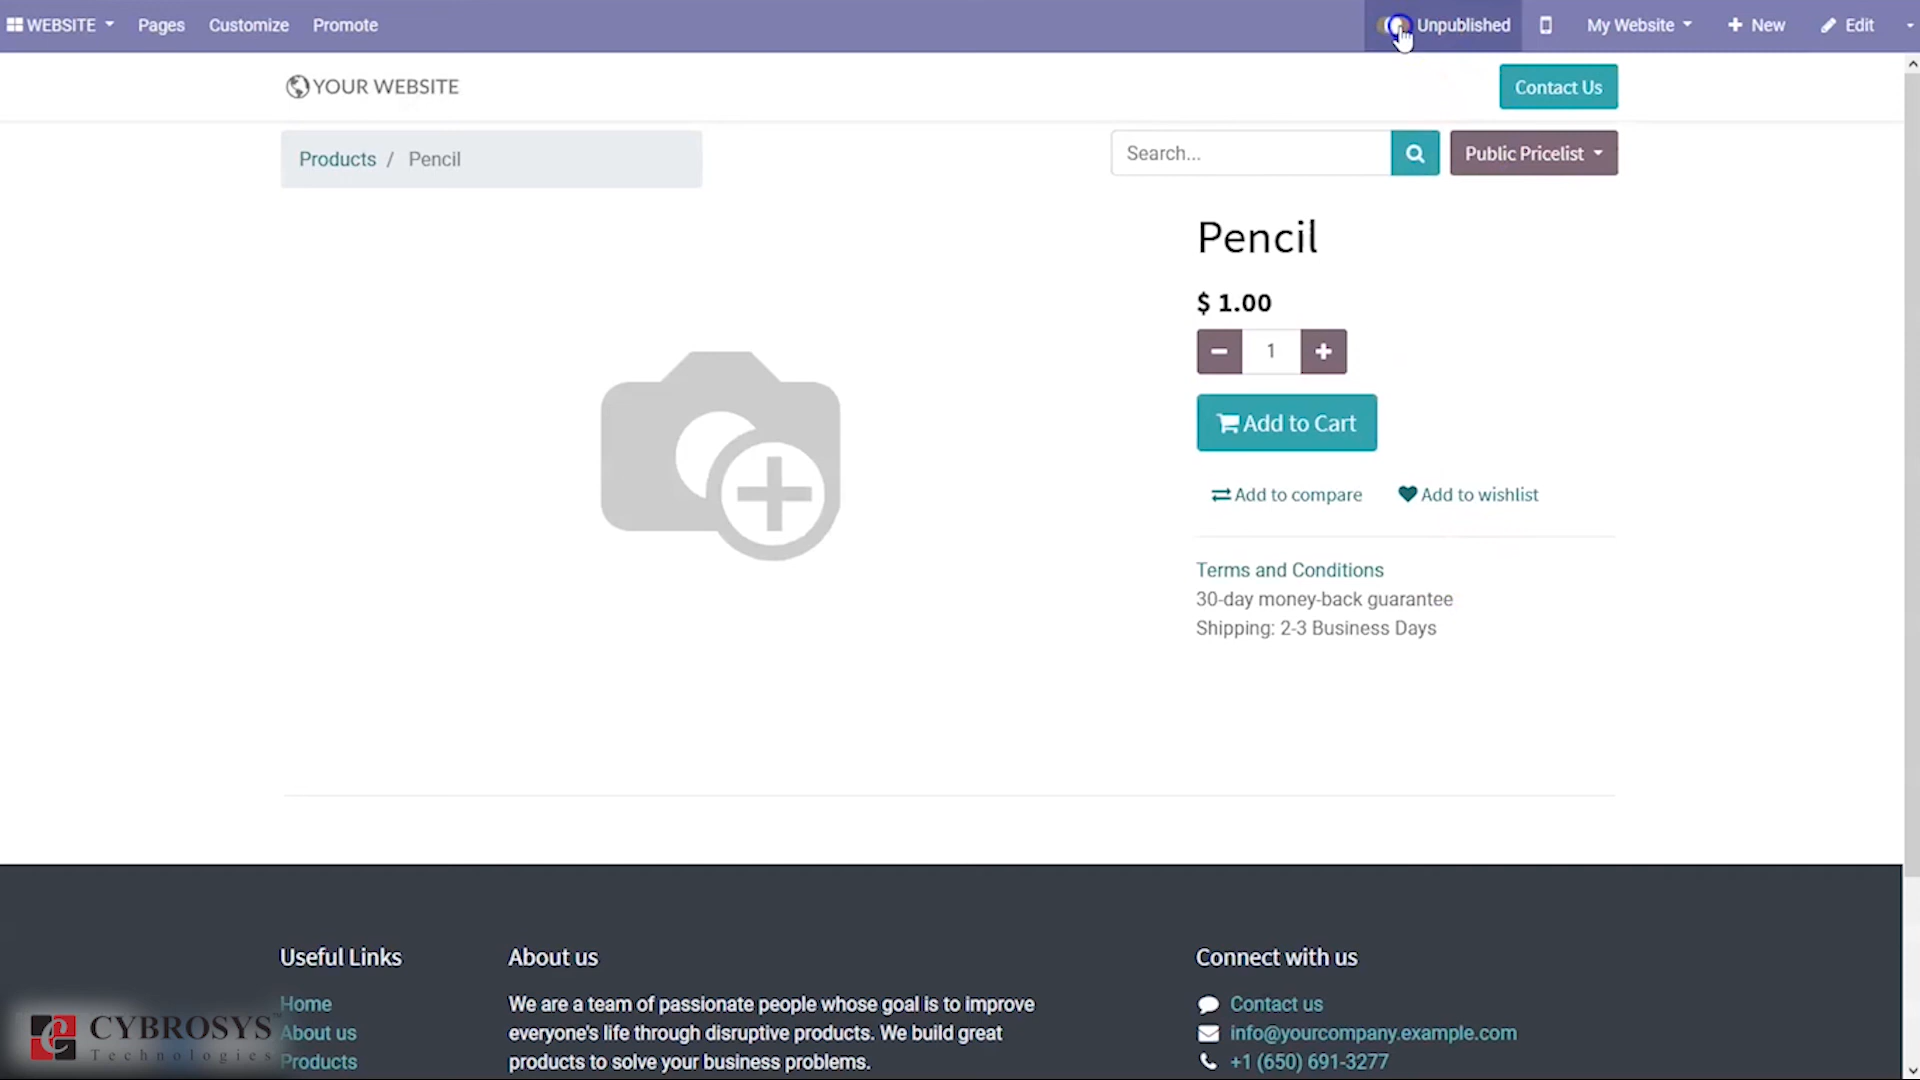 WEBSITE Pages Customize Promote Unpublished My Website New Edit
YOUR WEBSITE Contact Us
Products / Pencil Search... Public Pricelist
Pencil
$ 1.00
1
Add to Cart
Add to compare Add to wishlist
Terms and Conditions
30-day money-back guarantee
Shipping: 2-3 Business Days
Useful Links
Home
About us
Products
About us
We are a team of passionate people whose goal is to improve
everyone's life through disruptive products. We build great
products to solve your business problems.
Connect with us
Contact us
info@yourcompany.example.com
+1 (650) 691-3277
CYBROSYS
Technologies